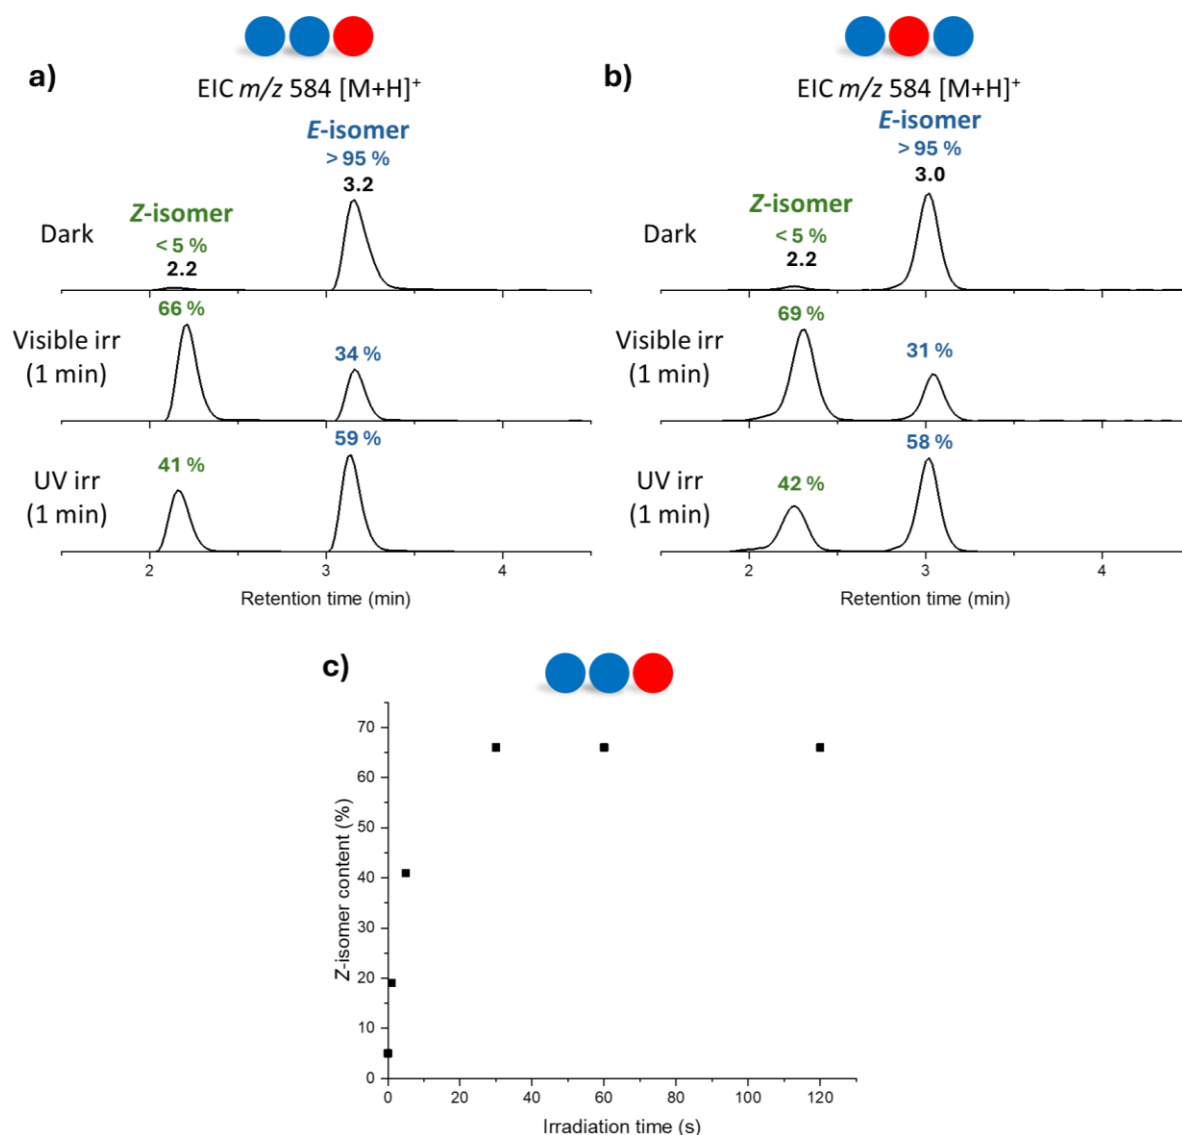 a)
EIC m/z 584 [M+H]+
E-isomer
> 95 %
3.2
Z-isomer
< 5 %
2.2
Dark
66 %
34 %
Visible irr
(1 min)
59 %
41 %
UV irr
(1 min)
2
3
4
Retention time (min)
b)
EIC m/z 584 [M+H]+
E-isomer
> 95 %
3.0
Z-isomer
< 5 %
2.2
Dark
69 %
31 %
Visible irr
(1 min)
58 %
42 %
UV irr
(1 min)
2
3
4
Retention time (min)
c)
70
60
50
40
30
20
10
0
Z-isomer content (%)
0
20
40
60
80
100
120
Irradiation time (s)